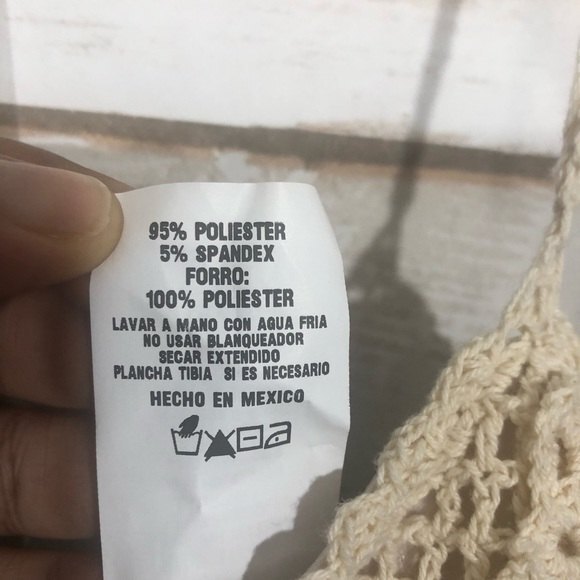 95% POLIESTER
5% SPANDEX
FORRO:
100% POLIESTER
LAVAR A MANO CON AGUA FRIA
NO USAR BLANQUEADOR
SECAR EXTENDIDO
PLANCHA TIBIA SI ES NECESARIO
HECHO EN MEXICO